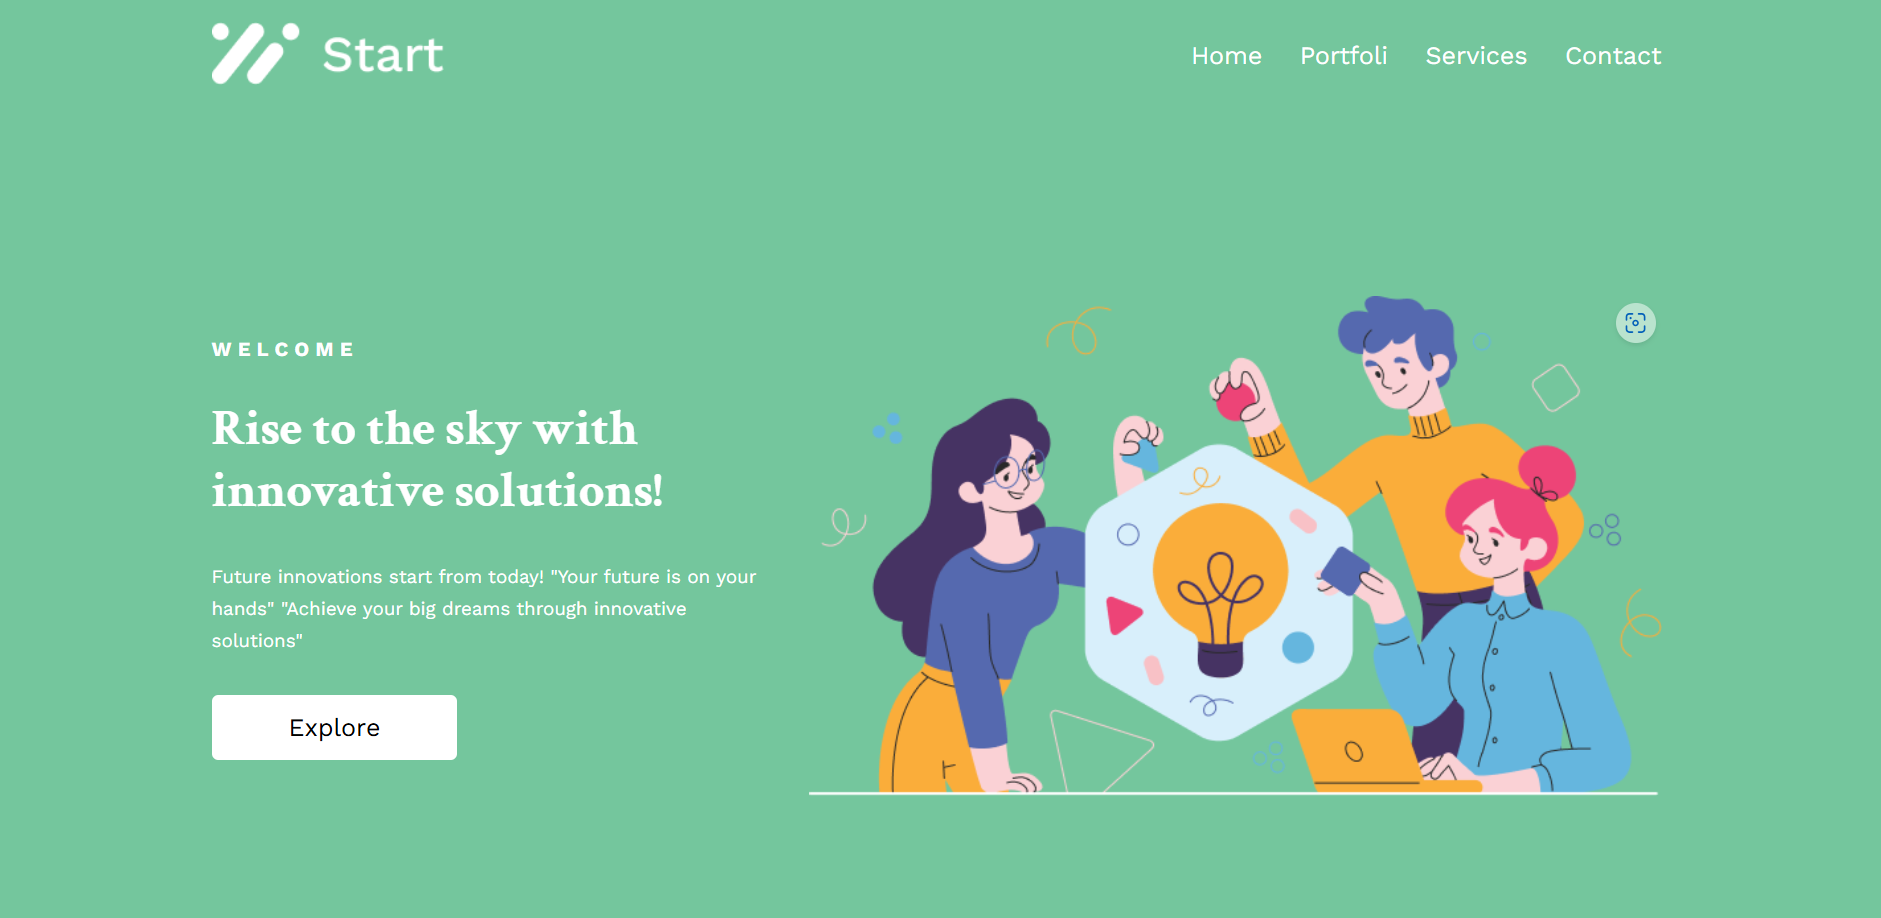 Start
Home Portfoli Services Contact
WELCOME
Rise to the sky with
innovative solutions!
Future innovations start from today! "Your future is on your
hands" "Achieve your big dreams through innovative
solutions"
Explore